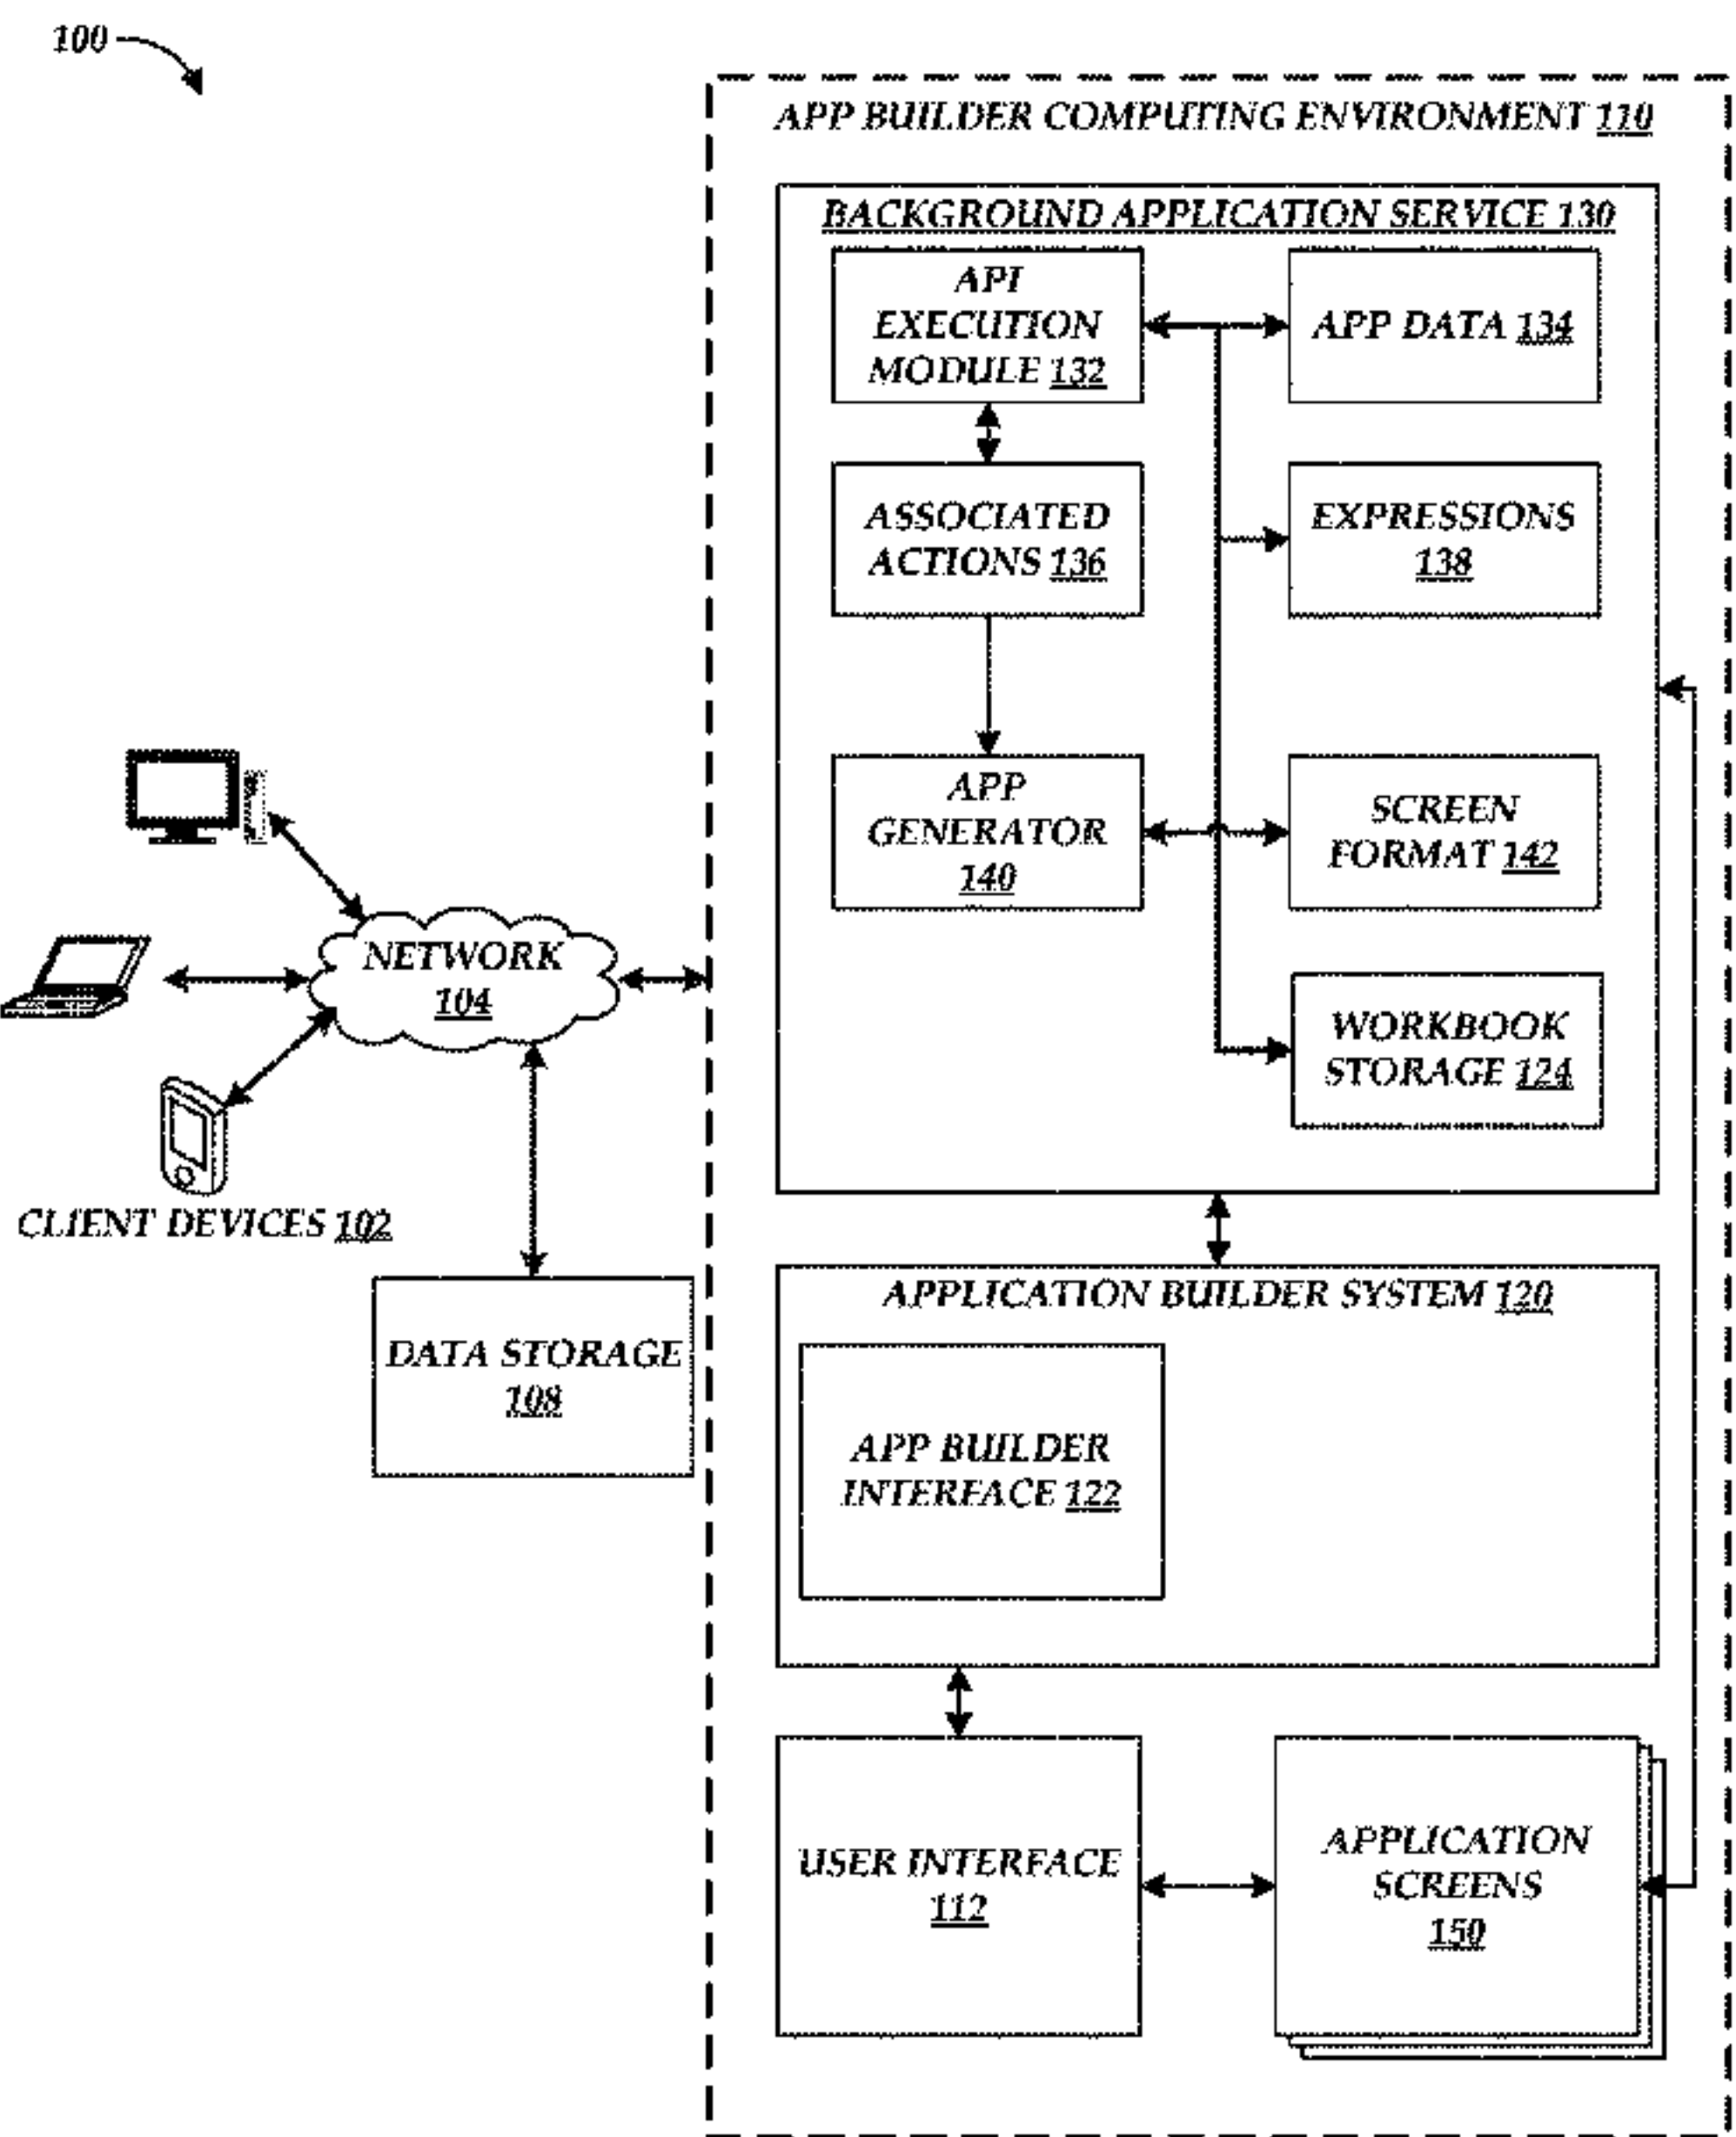 100
APP BUILDER COMPUTING ENVIRONMENT 110
BACKGROUND APPLICATION SERVICE 130
API
EXECUTION
MODULE 132
APP DATA 134
ASSOCIATED
ACTIONS 136
EXPRESSIONS
138
APP
GENERATOR
140
SCREEN
FORMAT 142
NETWORK
104
WORKBOOK
STORAGE 124
CLIENT DEVICES 102
DATA STORAGE
108
APPLICATION BUILDER SYSTEM 120
APP BUILDER
INTERFACE 122
USER INTERFACE
112
APPLICATION
SCREENS
150